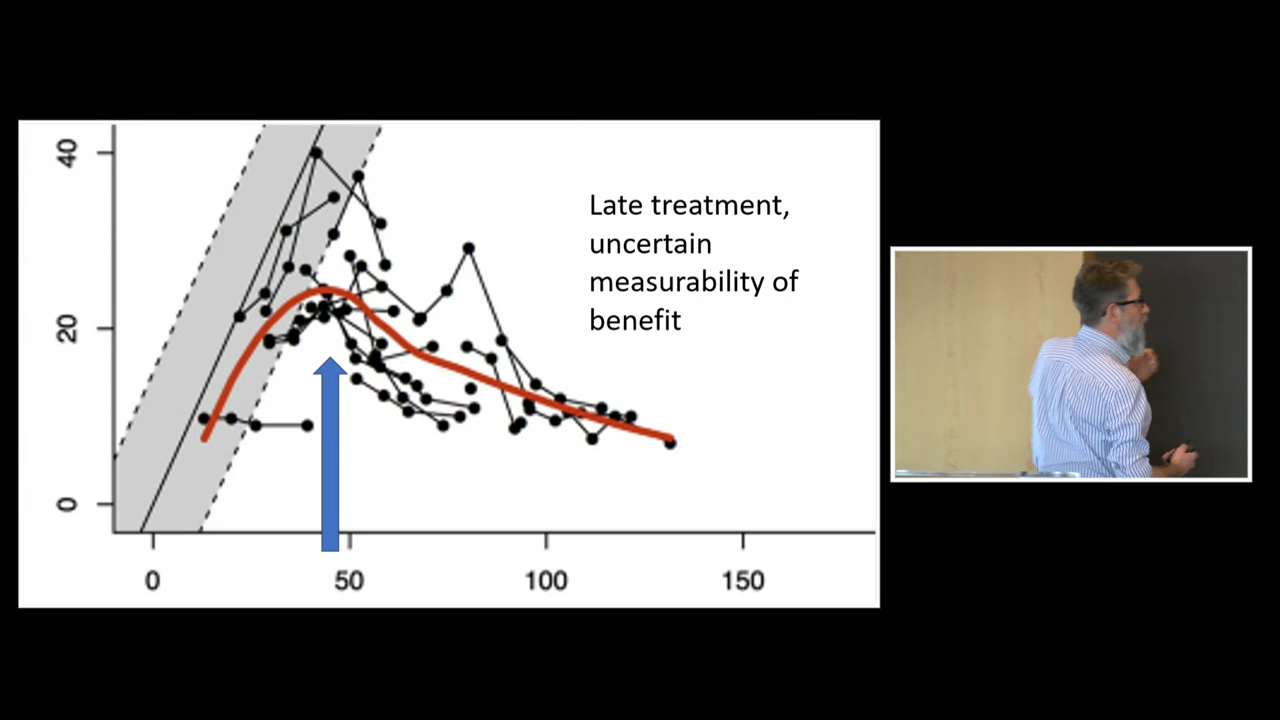 40
20
0
0 50 100 150
Late treatment,
uncertain
measurability of
benefit